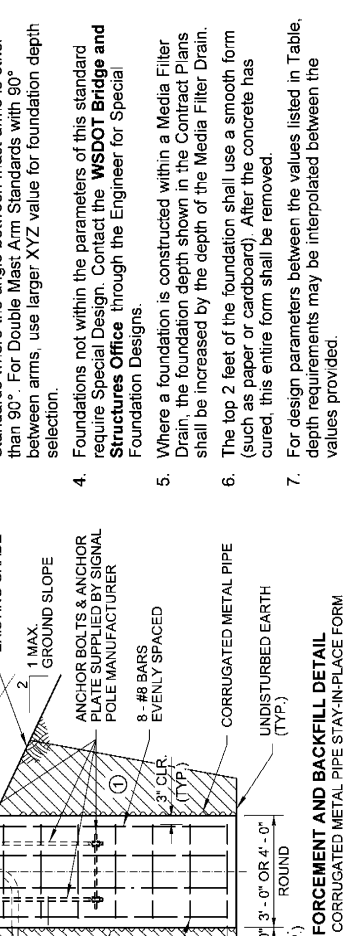 than 90°. For Double Mast Arm Standards with 90°
between arms, use larger XYZ value for foundation depth
selection.
4. Foundations not within the parameters of this standard
require Special Design. Contact the WSDOT Bridge and
Structures Office through the Engineer for Special
Foundation Designs.
5. Where a foundation is constructed within a Media Filter
Drain, the foundation depth shown in the Contract Plans
shall be increased by the depth of the Media Filter Drain.
6. The top 2 feet of the foundation shall use a smooth form
(such as paper or cardboard). After the concrete has
cured, this entire form shall be removed.
7. For design parameters between the values listed in Table,
depth requirements may be interpolated between the
values provided.
2
1 MAX.
GROUND SLOPE
ANCHOR BOLTS & ANCHOR
PLATE SUPPLIED BY SIGNAL
POLE MANUFACTURER
8 - #8 BARS
EVENLY SPACED
1
3" CLR.
(TYP.)
CORRUGATED METAL PIPE
UNDISTURBED EARTH
(TYP.)
3' - 0" OR 4' - 0"
ROUND
FORCEMENT AND BACKFILL DETAIL
CORRUGATED METAL PIPE STAY-IN-PLACE FORM